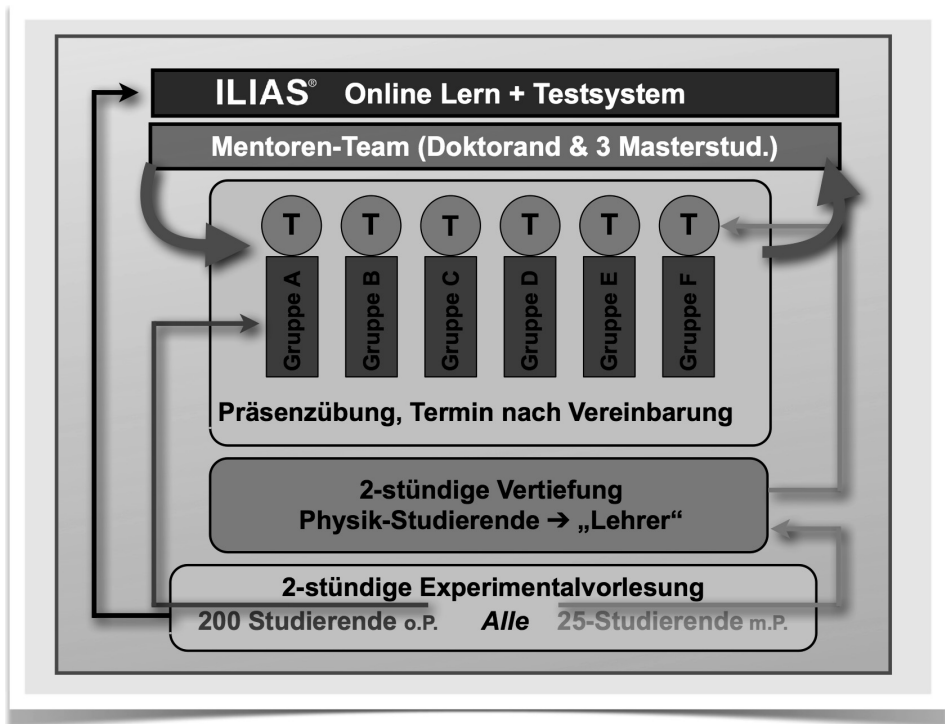 ILIAS® Online Lern + Testsystem
Mentoren-Team (Doktorand & 3 Masterstud.)
T T T T T T
Gruppe A Gruppe B Gruppe C Gruppe D Gruppe E Gruppe F
Präsenzübung, Termin nach Vereinbarung
2-stündige Vertiefung
Physik-Studierende ➔ „Lehrer“
2-stündige Experimentalvorlesung
200 Studierende o.P. Alle 25-Studierende m.P.